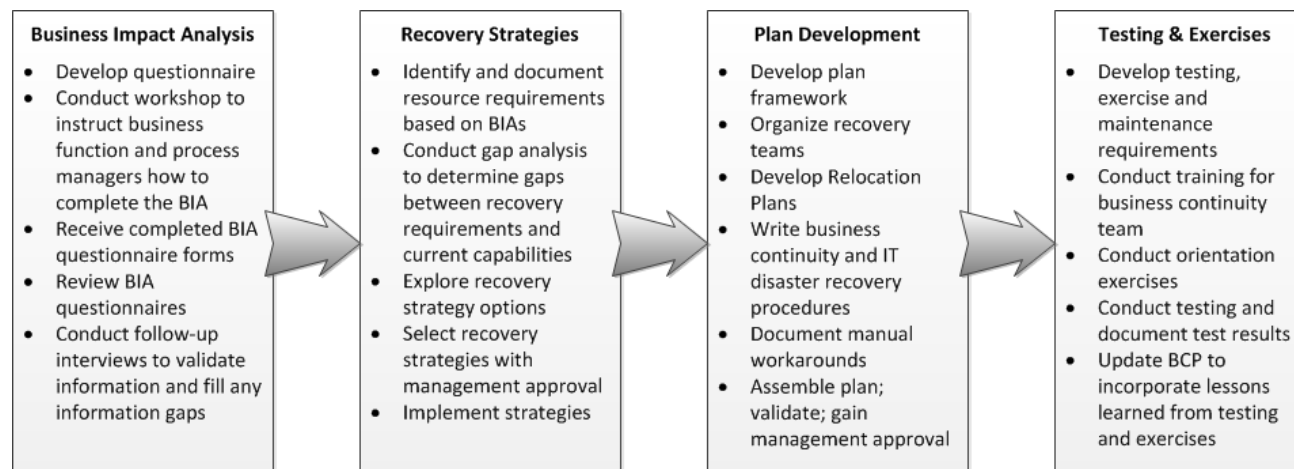 Business Impact Analysis
• Develop questionnaire
• Conduct workshop to
instruct business
function and process
managers how to
complete the BIA
• Receive completed BIA
questionnaire forms
• Review BIA
questionnaires
• Conduct follow-up
interviews to validate
information and fill any
information gaps
Recovery Strategies
• Identify and document
resource requirements
based on BIAs
• Conduct gap analysis
to determine gaps
between recovery
requirements and
current capabilities
• Explore recovery
strategy options
• Select recovery
strategies with
management approval
• Implement strategies
Plan Development
• Develop plan
framework
• Organize recovery
teams
• Develop Relocation
Plans
• Write business
continuity and IT
disaster recovery
procedures
• Document manual
workarounds
• Assemble plan;
validate; gain
management approval
Testing & Exercises
• Develop testing,
exercise and
maintenance
requirements
• Conduct training for
business continuity
team
• Conduct orientation
exercises
• Conduct testing and
document test results
• Update BCP to
incorporate lessons
learned from testing
and exercises